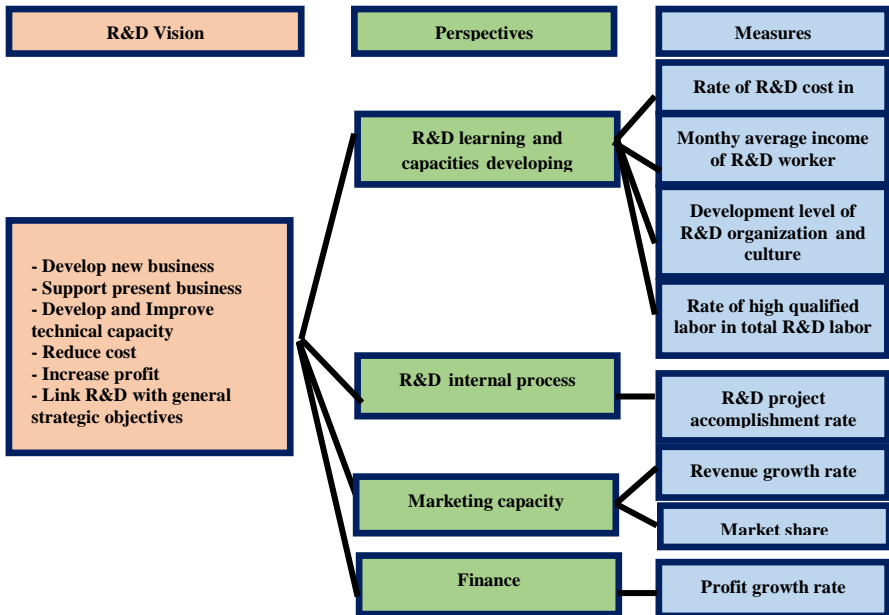 R&D Vision
Perspectives
Measures
R&D learning and
capacities developing
Rate of R&D cost in
Monthy average income
of R&D worker
Development level of
R&D organization and
culture
Rate of high qualified
labor in total R&D labor
- Develop new business
- Support present business
- Develop and Improve
technical capacity
- Reduce cost
- Increase profit
- Link R&D with general
strategic objectives
R&D internal process
R&D project
accomplishment rate
Marketing capacity
Revenue growth rate
Market share
Finance
Profit growth rate